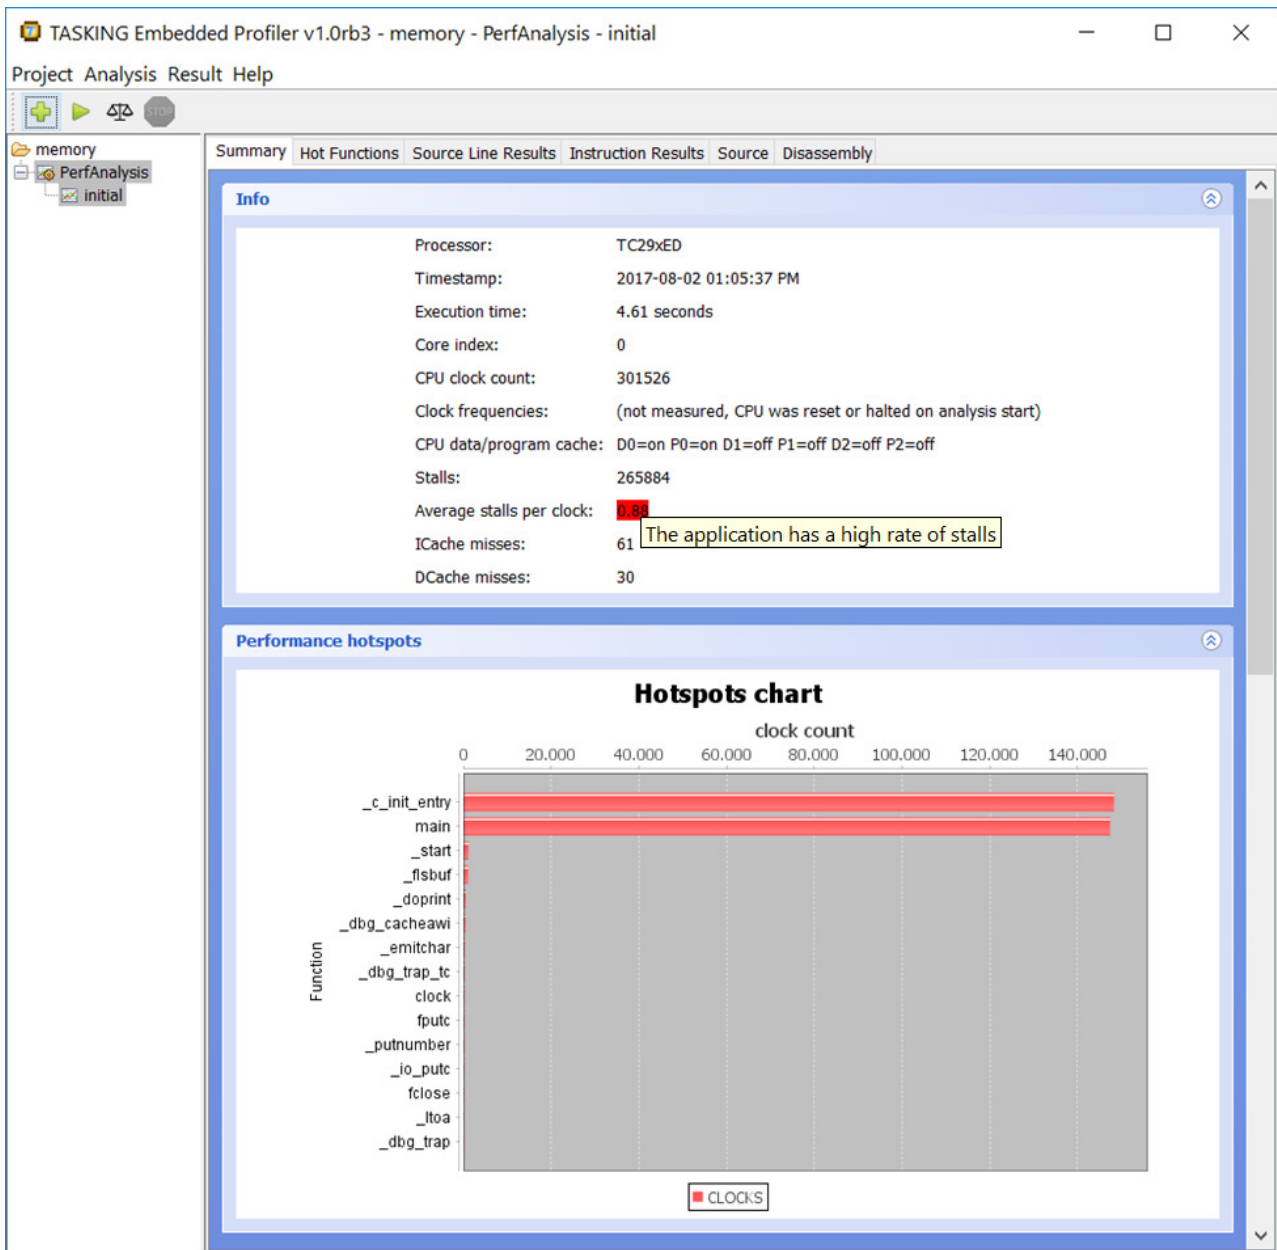 TASKING Embedded Profiler v1.0rb3 - memory - PerfAnalysis - initial
Project Analysis Result Help
STOP
memory
PerfAnalysis
initial
Summary Hot Functions Source Line Results Instruction Results Source Disassembly
Info
Processor: TC29xED
Timestamp: 2017-08-02 01:05:37 PM
Execution time: 4.61 seconds
Core index: 0
CPU clock count: 301526
Clock frequencies: (not measured, CPU was reset or halted on analysis start)
CPU data/program cache: D0=on P0=on D1=off P1=off D2=off P2=off
Stalls: 265884
Average stalls per clock: 0.88
The application has a high rate of stalls
ICache misses: 61
DCache misses: 30
Performance hotspots
Hotspots chart
clock count
0 20.000 40.000 60.000 80.000 100.000 120.000 140.000
Function
_c_init_entry
main
_start
_flsbuf
_doprint
_dbg_cacheawi
_emitchar
_dbg_trap_tc
clock
fputc
_putnumber
_io_putc
fclose
_ltoa
_dbg_trap
CLOCKS